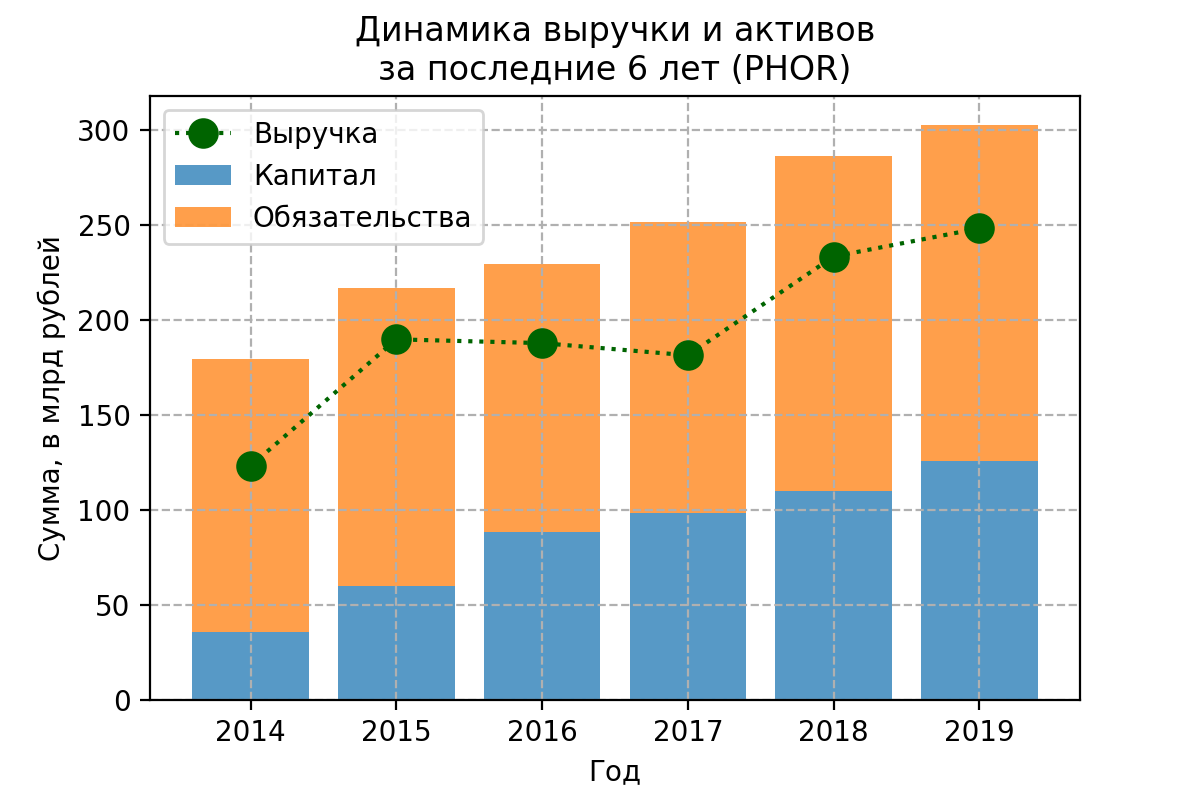 Динамика выручки и активов
за последние 6 лет (PHOR)
Сумма, в млрд рублей
300
250
200
150
100
50
0
Выручка
Капитал
Обязательства
2014 2015 2016 2017 2018 2019
Год